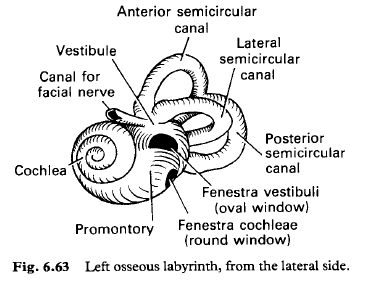 Anterior semicircular
canal
Vestibule
Lateral
semicircular
canal
Canal for
facial nerve
Cochlea
Posterior
semicircular
canal
Fenestra vestibuli
(oval window)
Promontory
Fenestra cochleae
(round window)
Fig. 6.63 Left osseous labyrinth, from the lateral side.